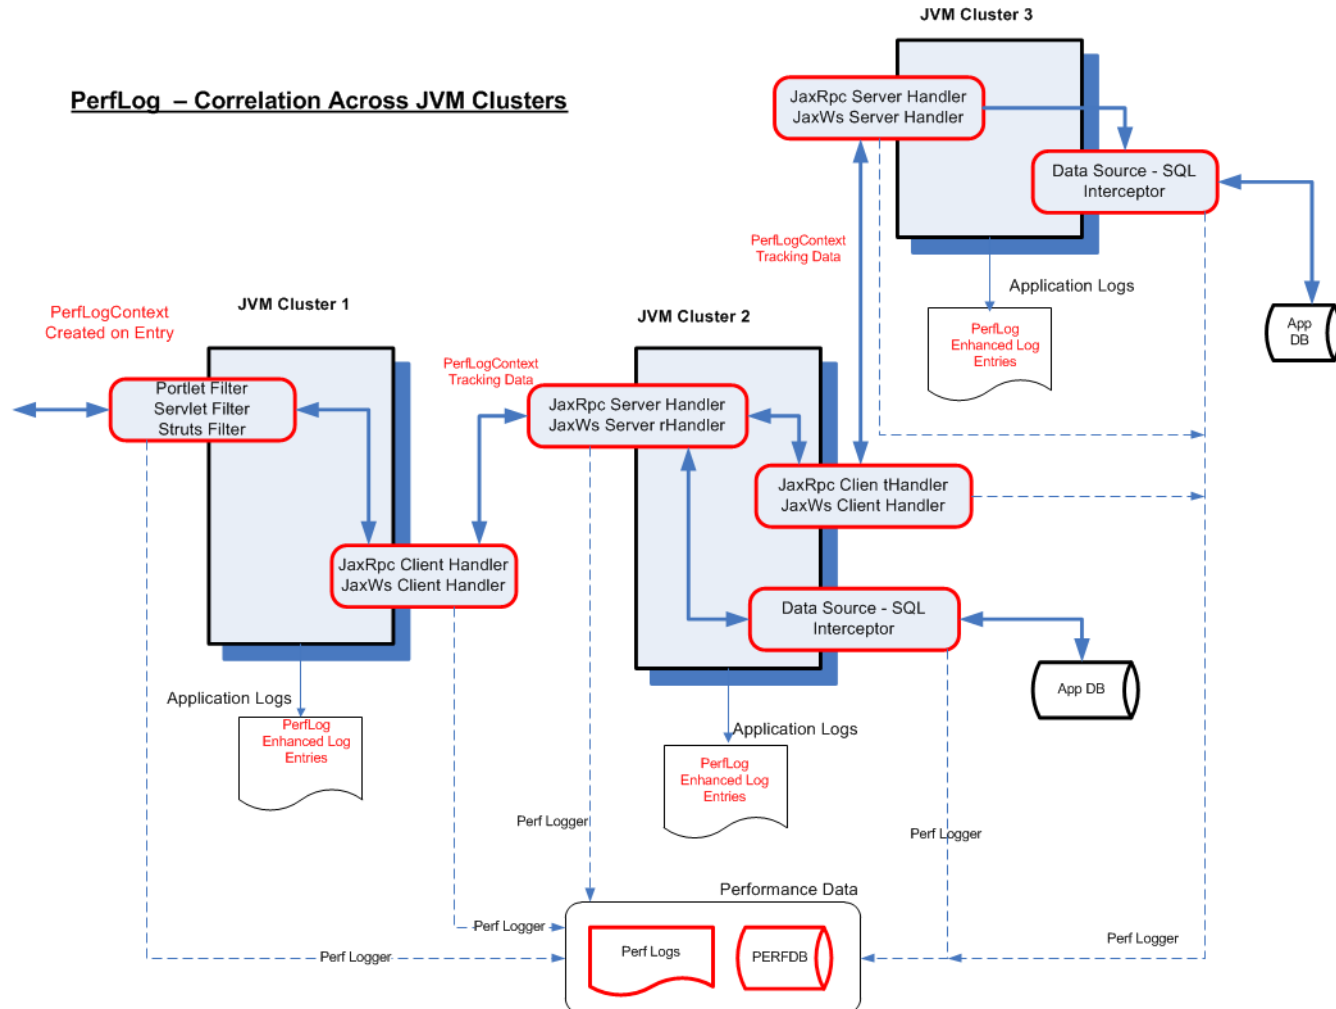 JVM Cluster 3
PerfLog – Correlation Across JVM Clusters
JaxRpc Server Handler
JaxWs Server Handler
Data Source - SQL
Interceptor
PerfLogContext
Tracking Data
Application Logs
PerfLog
Enhanced Log
Entries
App
DB
JVM Cluster 1
PerfLogContext
Created on Entry
Portlet Filter
Servlet Filter
Struts Filter
JaxRpc Client Handler
JaxWs Client Handler
Application Logs
PerfLog
Enhanced Log
Entries
JVM Cluster 2
PerfLogContext
Tracking Data
JaxRpc Server Handler
JaxWs Server rHandler
JaxRpc Clien tHandler
JaxWs Client Handler
Data Source - SQL
Interceptor
App DB
Application Logs
PerfLog
Enhanced Log
Entries
Perf Logger
Perf Logger
Performance Data
Perf Logger
Perf Logger
Perf Logger
Perf Logs
PERFDB